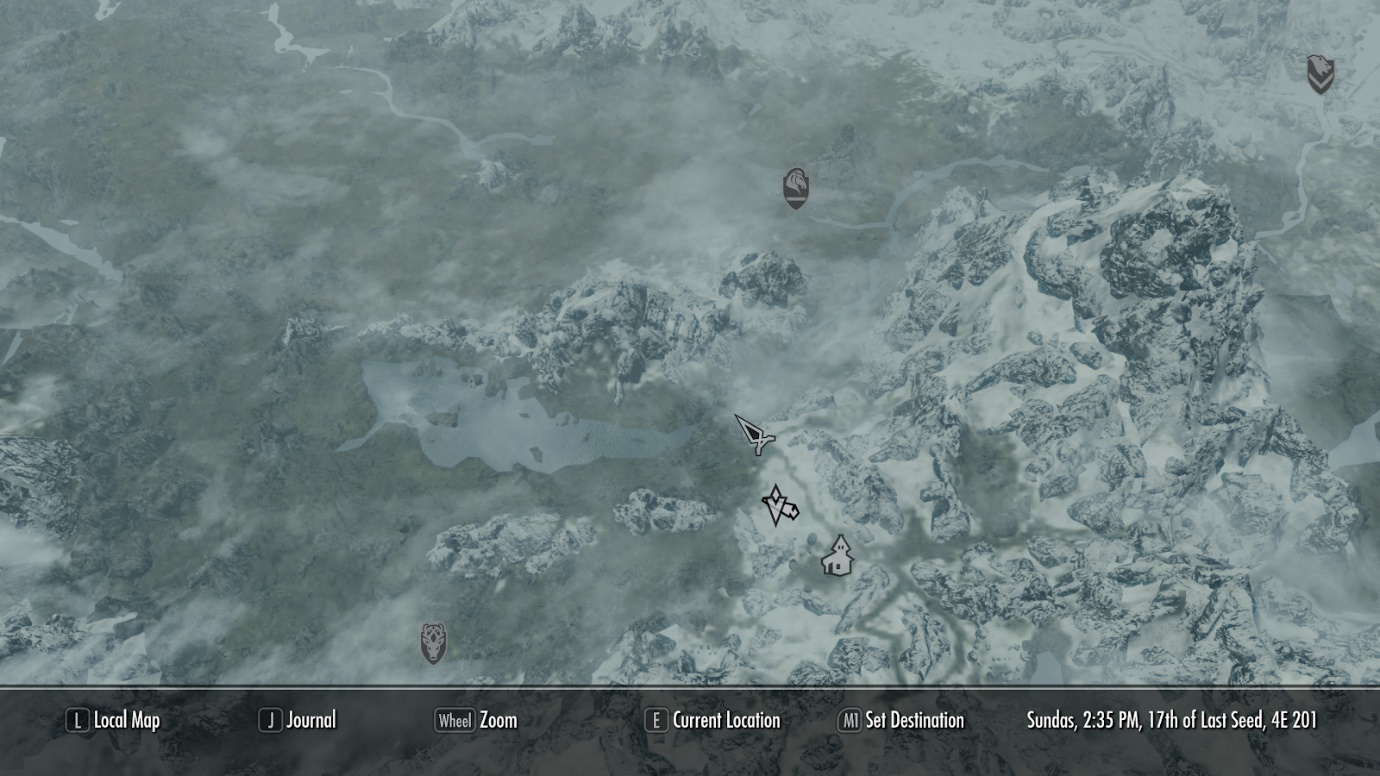 L Local Map
J Journal
Wheel Zoom
E Current Location
M1 Set Destination
Sundas, 2:35 PM, 17th of Last Seed, 4E 201